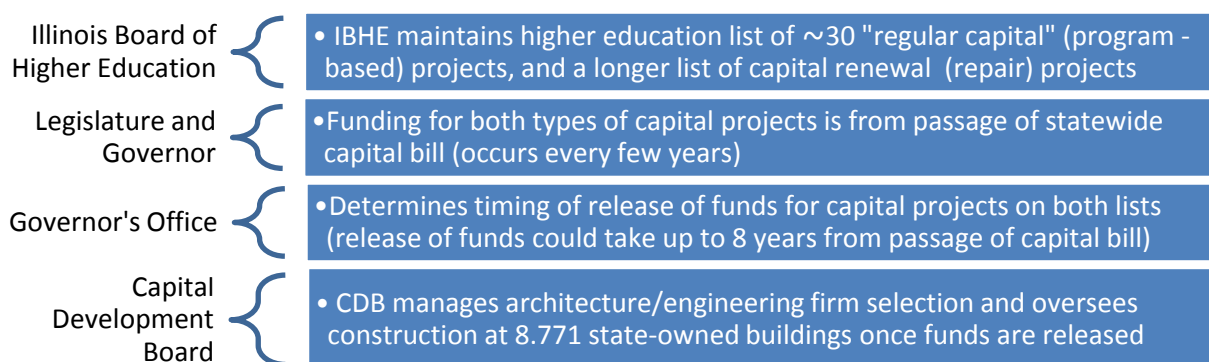 Illinois Board of
Higher Education
• IBHE maintains higher education list of ~30 "regular capital" (program -
based) projects, and a longer list of capital renewal (repair) projects
Legislature and
Governor
•Funding for both types of capital projects is from passage of statewide
capital bill (occurs every few years)
Governor's Office
•Determines timing of release of funds for capital projects on both lists
(release of funds could take up to 8 years from passage of capital bill)
Capital
Development
Board
• CDB manages architecture/engineering firm selection and oversees
construction at 8.771 state-owned buildings once funds are released